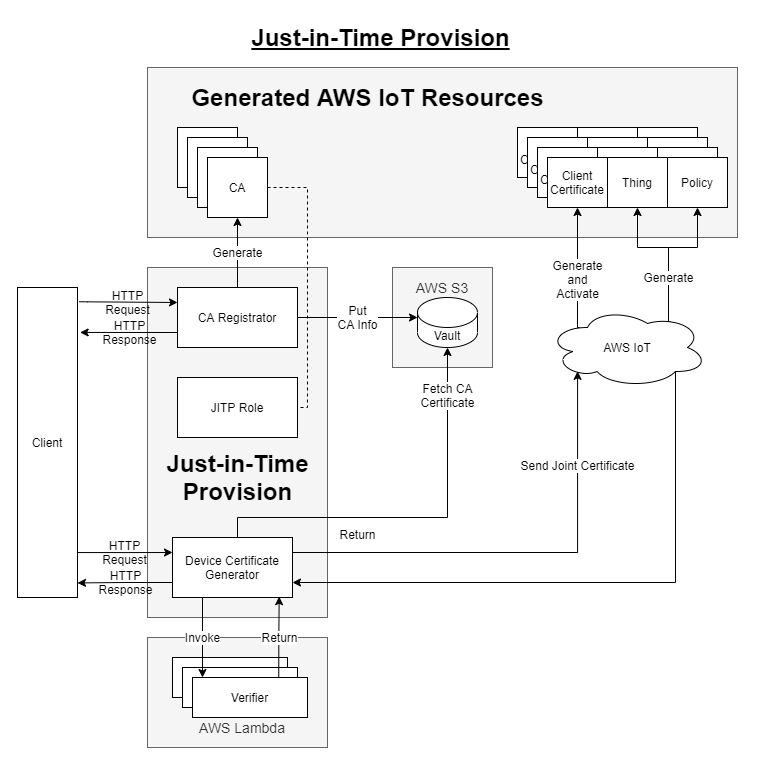 Just-in-Time Provision
Generated AWS IoT Resources
CA
C
C
C
Client
Certificate
Thing
Policy
Generate
Generate
and
Activate
Generate
HTTP
Request
HTTP
Response
CA Registrator
Put
CA Info
AWS S3
Vault
AWS IoT
Fetch CA
Certificate
JITP Role
Client
Just-in-Time
Provision
Send Joint Certificate
Return
HTTP
Request
HTTP
Response
Device Certificate
Generator
Invoke
Return
Verifier
AWS Lambda